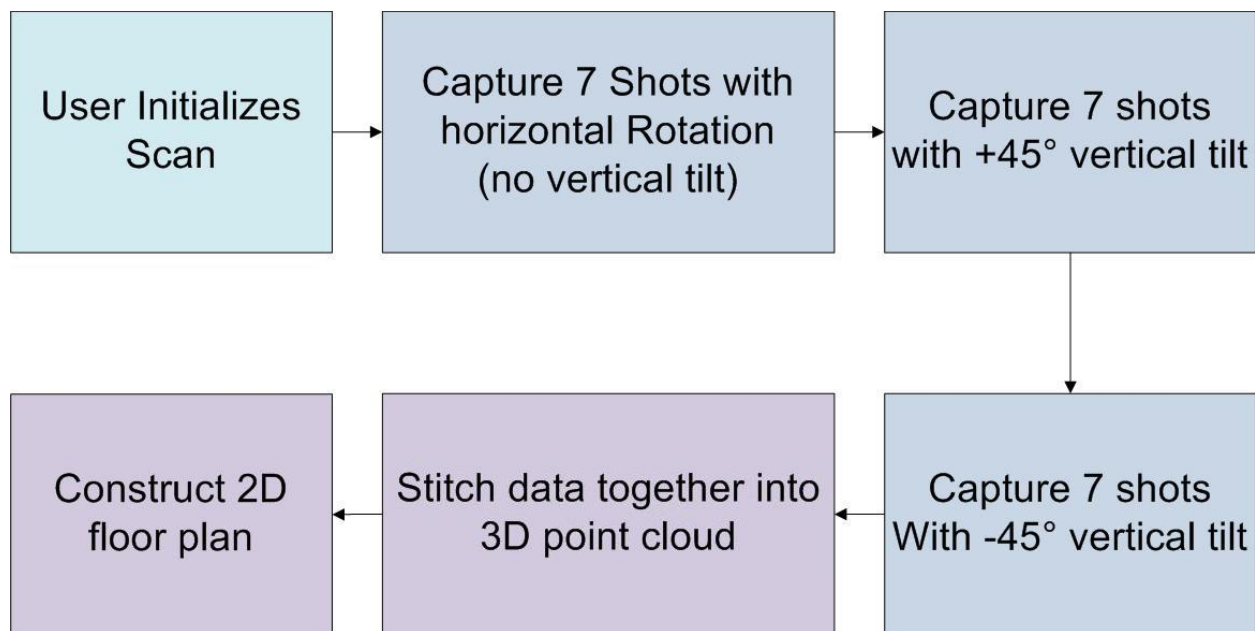 User Initializes
Scan
Capture 7 Shots with
horizontal Rotation
(no vertical tilt)
Capture 7 shots
with +45° vertical tilt
Capture 7 shots
With -45° vertical tilt
Stitch data together into
3D point cloud
Construct 2D
floor plan